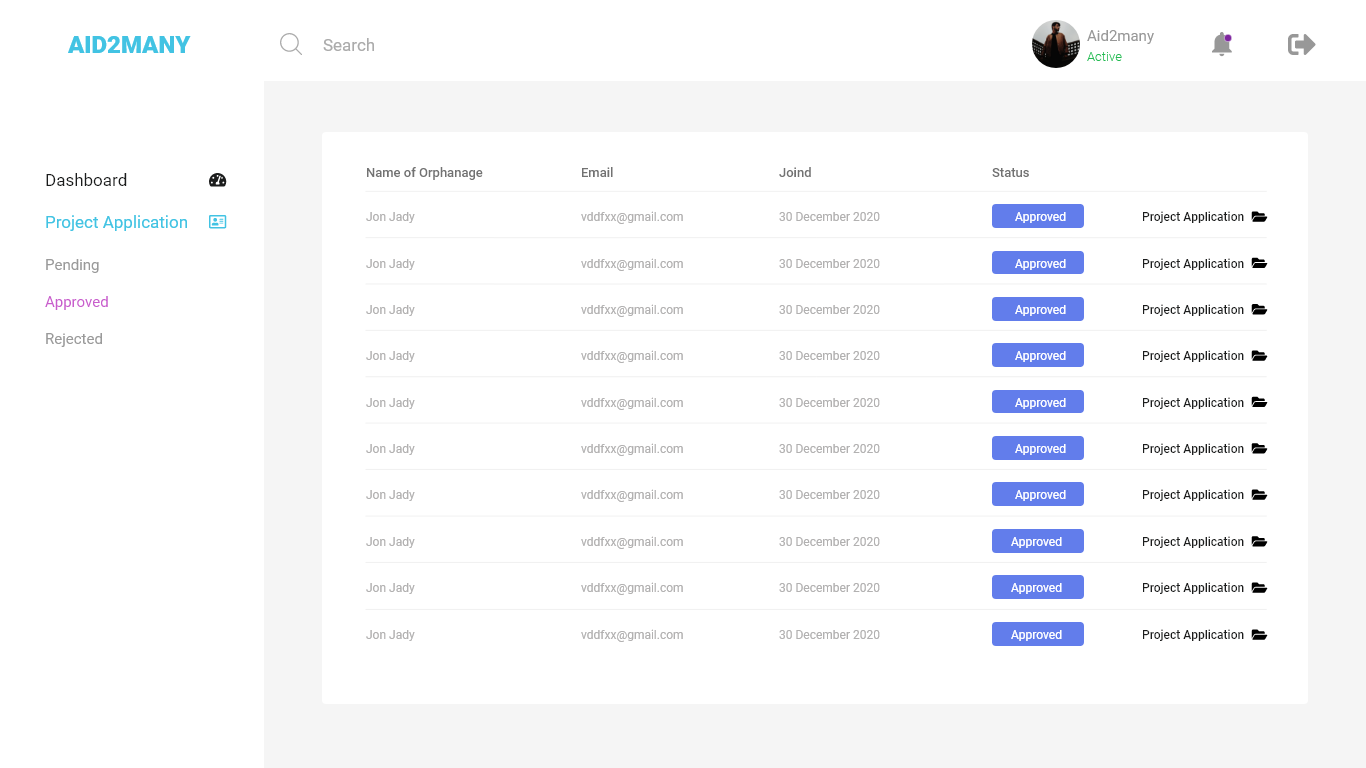 AID2MANY
Search
Aid2many
Active
Dashboard
Project Application
Pending
Approved
Rejected
Name of Orphanage Email Joind Status
Jon Jady vddfxx@gmail.com 30 December 2020 Approved Project Application
Jon Jady vddfxx@gmail.com 30 December 2020 Approved Project Application
Jon Jady vddfxx@gmail.com 30 December 2020 Approved Project Application
Jon Jady vddfxx@gmail.com 30 December 2020 Approved Project Application
Jon Jady vddfxx@gmail.com 30 December 2020 Approved Project Application
Jon Jady vddfxx@gmail.com 30 December 2020 Approved Project Application
Jon Jady vddfxx@gmail.com 30 December 2020 Approved Project Application
Jon Jady vddfxx@gmail.com 30 December 2020 Approved Project Application
Jon Jady vddfxx@gmail.com 30 December 2020 Approved Project Application
Jon Jady vddfxx@gmail.com 30 December 2020 Approved Project Application